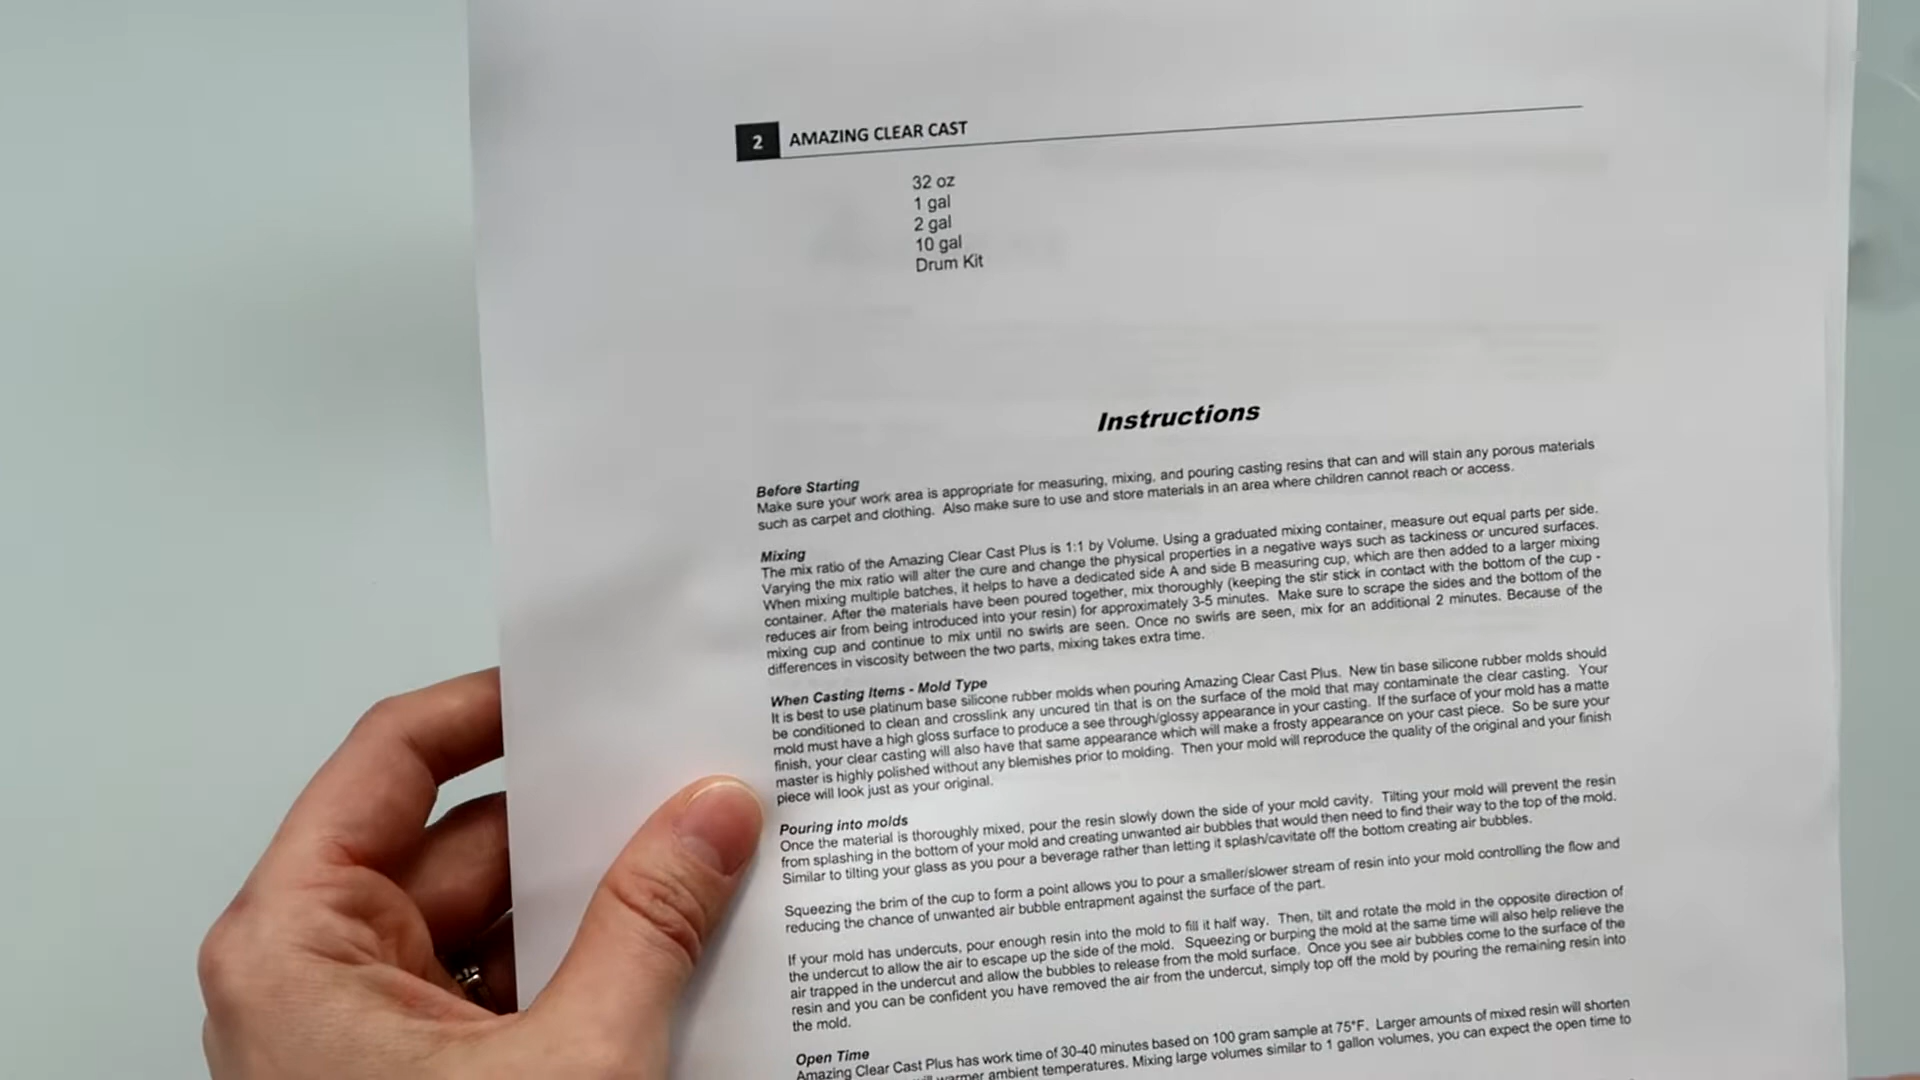 2 AMAZING CLEAR CAST
32 oz
1 gal
2 gal
10 gal
Drum Kit
Instructions
Before Starting
Make sure your work area is appropriate for measuring, mixing, and pouring casting resins that can and will stain any porous materials
such as carpet and clothing. Also make sure to use and store materials in an area where children cannot reach or access.
Mixing
The mix ratio of the Amazing Clear Cast Plus is 1:1 by Volume. Using a graduated mixing container, measure out equal parts per side.
Varying the mix ratio will alter the cure and change the physical properties in a negative ways such as tackiness or uncured surfaces.
When mixing multiple batches, it helps to have a dedicated side A and side B measuring cup, which are then added to a larger mixing
container. After the materials have been poured together, mix thoroughly (keeping the stir stick in contact with the bottom of the cup -
reduces air from being introduced into your resin) for approximately 3-5 minutes. Make sure to scrape the sides and the bottom of the
mixing cup and continue to mix until no swirls are seen. Once no swirls are seen, mix for an additional 2 minutes. Because of the
differences in viscosity between the two parts, mixing takes extra time.
When Casting Items - Mold Type
It is best to use platinum base silicone rubber molds when pouring Amazing Clear Cast Plus. New tin base silicone rubber molds should
be conditioned to clean and crosslink any uncured tin that is on the surface of the mold that may contaminate the clear casting. Your
mold must have a high gloss surface to produce a see through/glossy appearance in your casting. If the surface of your mold has a matte
finish, your clear casting will also have that same appearance which will make a frosty appearance on your cast piece. So be sure your
master is highly polished without any blemishes prior to molding. Then your mold will reproduce the quality of the original and your finish
piece will look just as your original.
Pouring into molds
Once the material is thoroughly mixed, pour the resin slowly down the side of your mold cavity. Tilting your mold will prevent the resin
from splashing in the bottom of your mold and creating unwanted air bubbles that would then need to find their way to the top of the mold.
Similar to tilting your glass as you pour a beverage rather than letting it splash/cavitate off the bottom creating air bubbles.
Squeezing the brim of the cup to form a point allows you to pour a smaller/slower stream of resin into your mold controlling the flow and
reducing the chance of unwanted air bubble entrapment against the surface of the part.
If your mold has undercuts, pour enough resin into the mold to fill it half way. Then, tilt and rotate the mold in the opposite direction of
the undercut to allow the air to escape up the side of the mold. Squeezing or burping the mold at the same time will also help relieve the
air trapped in the undercut and allow the bubbles to release from the mold surface. Once you see air bubbles come to the surface of the
resin and you can be confident you have removed the air from the undercut, simply top off the mold by pouring the remaining resin into
the mold.
Open Time
Amazing Clear Cast Plus has work time of 30-40 minutes based on 100 gram sample at 75°F. Larger amounts of mixed resin will shorten
warmer ambient temperatures. Mixing large volumes similar to 1 gallon volumes, you can expect the open time to